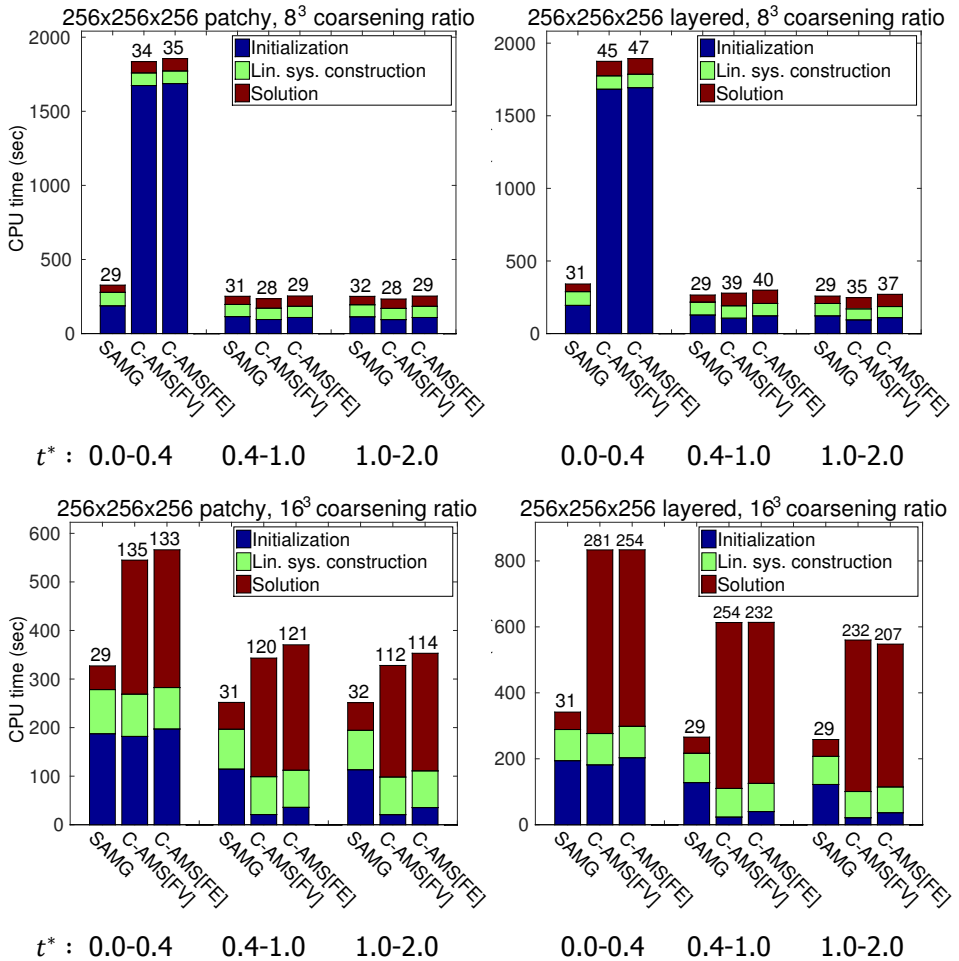 256x256x256 patchy, 8³ coarsening ratio
2000
1500
1000
500
0
CPU time (sec)
Initialization
Lin. sys. construction
Solution
29
34
35
31
28
29
32
28
29
SAMG
C-AMS[FV]
C-AMS[FE]
SAMG
C-AMS[FV]
C-AMS[FE]
SAMG
C-AMS[FV]
C-AMS[FE]
t* : 0.0-0.4 0.4-1.0 1.0-2.0
256x256x256 layered, 8³ coarsening ratio
2000
1500
1000
500
0
Initialization
Lin. sys. construction
Solution
31
45
47
29
39
40
29
35
37
SAMG
C-AMS[FV]
C-AMS[FE]
SAMG
C-AMS[FV]
C-AMS[FE]
SAMG
C-AMS[FV]
C-AMS[FE]
0.0-0.4 0.4-1.0 1.0-2.0
256x256x256 patchy, 16³ coarsening ratio
600
500
400
300
200
100
0
CPU time (sec)
Initialization
Lin. sys. construction
Solution
29
135
133
31
120
121
32
112
114
SAMG
C-AMS[FV]
C-AMS[FE]
SAMG
C-AMS[FV]
C-AMS[FE]
SAMG
C-AMS[FV]
C-AMS[FE]
t* : 0.0-0.4 0.4-1.0 1.0-2.0
256x256x256 layered, 16³ coarsening ratio
800
600
400
200
0
Initialization
Lin. sys. construction
Solution
31
281
254
29
254
232
29
232
207
SAMG
C-AMS[FV]
C-AMS[FE]
SAMG
C-AMS[FV]
C-AMS[FE]
SAMG
C-AMS[FV]
C-AMS[FE]
0.0-0.4 0.4-1.0 1.0-2.0